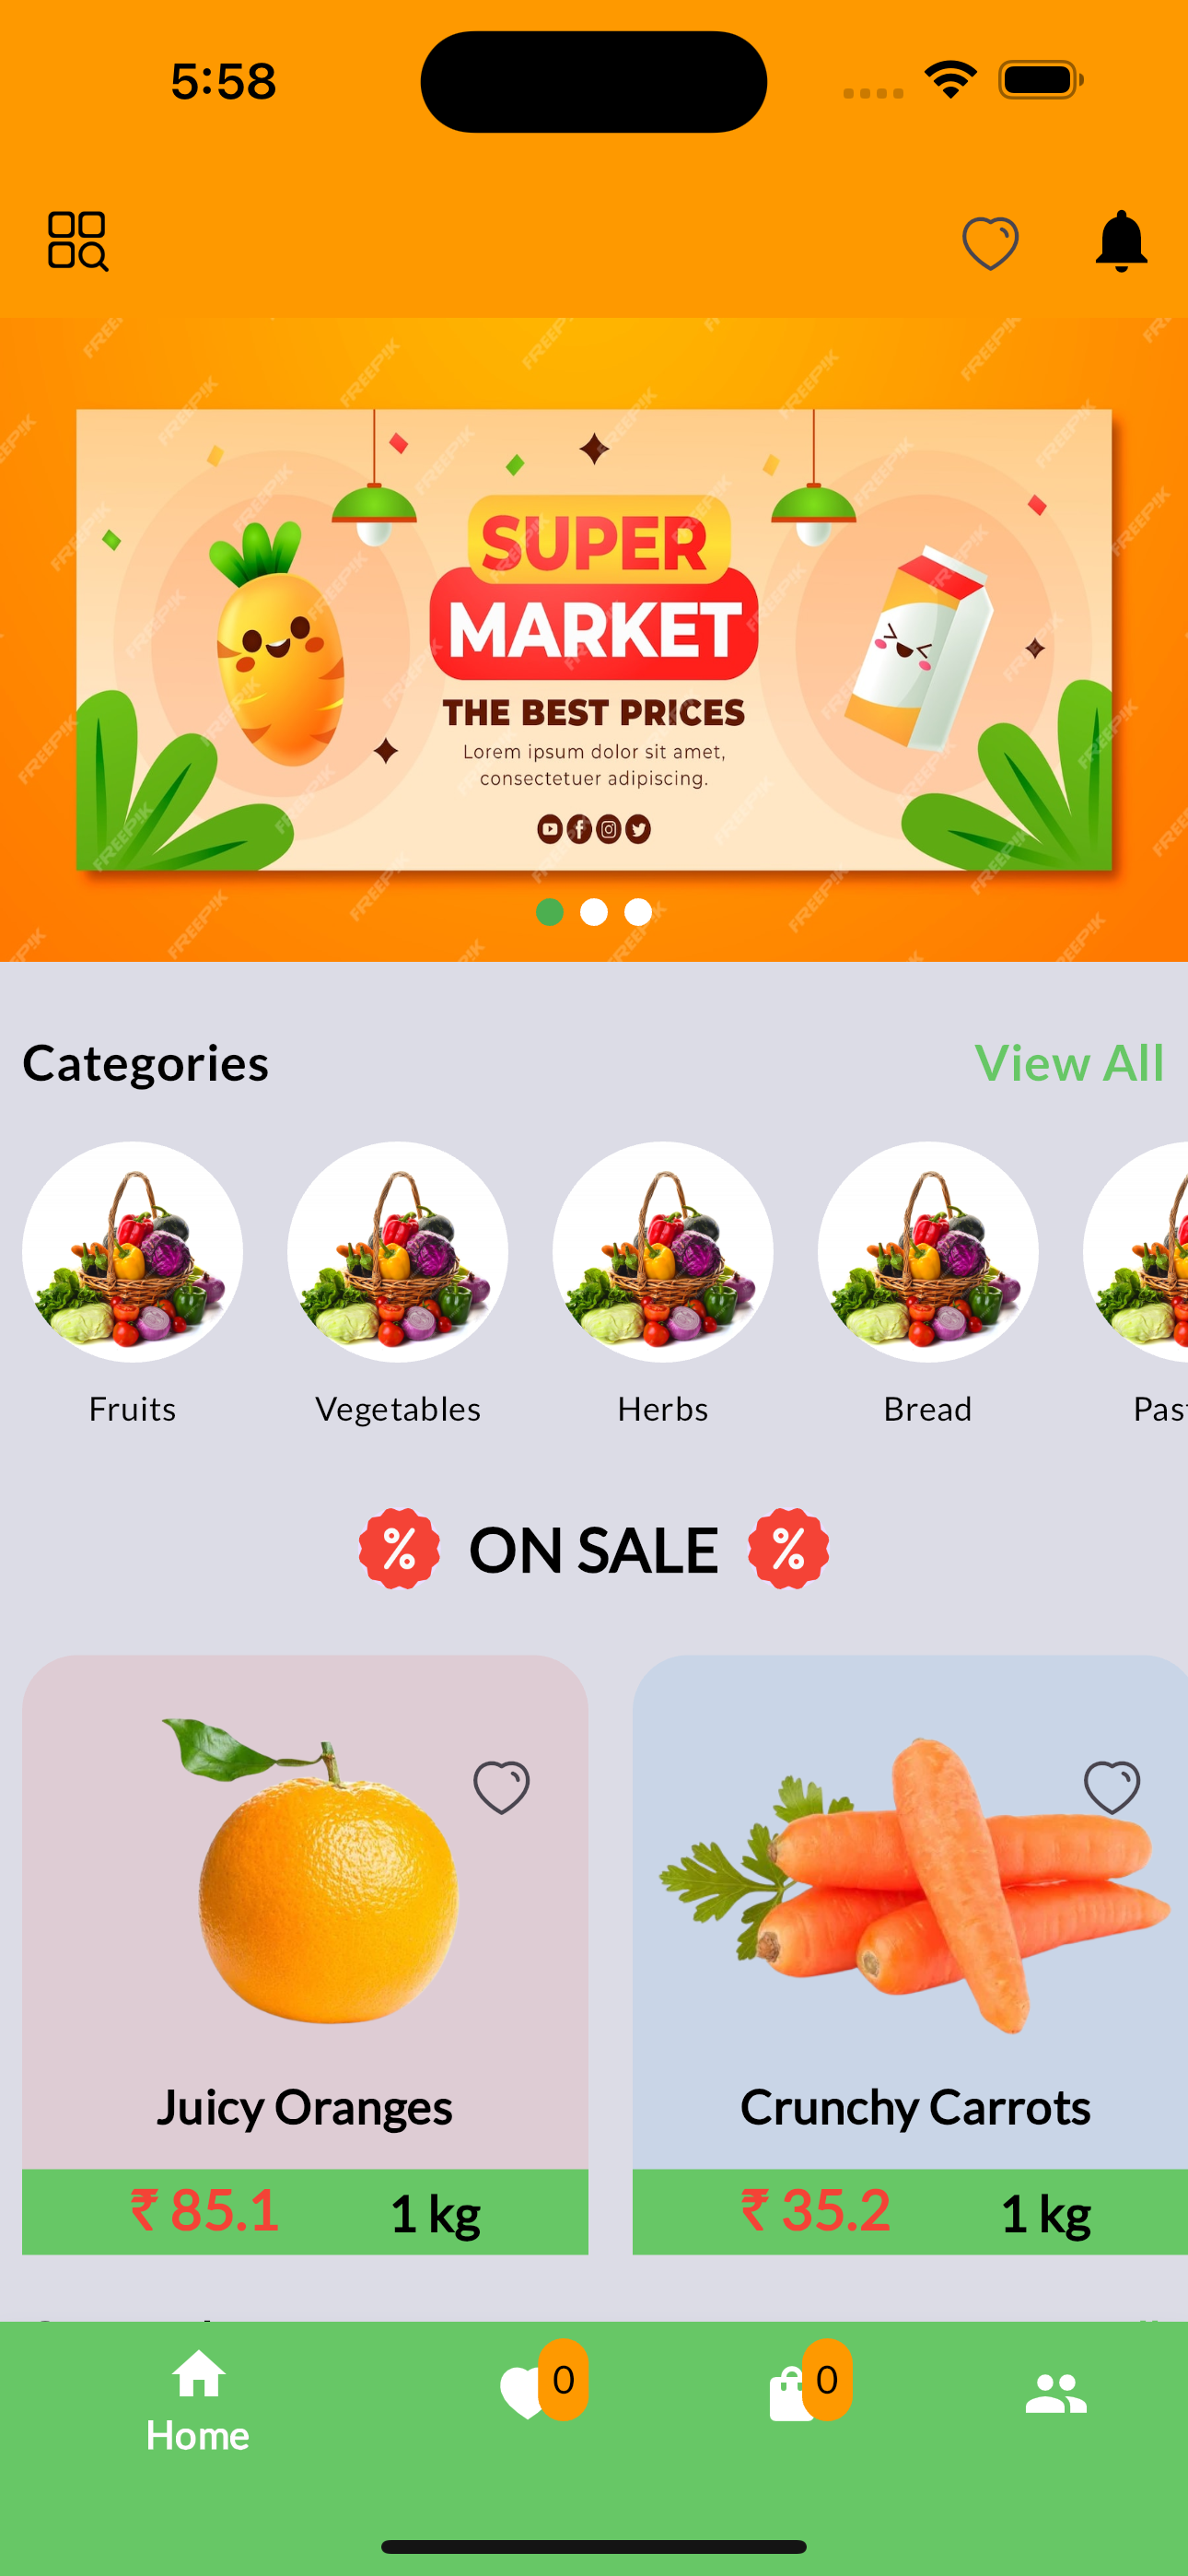 5:58
SUPER
MARKET
THE BEST PRICES
Lorem ipsum dolor sit amet,
consectetuer adipiscing.
FREEPIK
Categories
View All
Fruits
Vegetables
Herbs
Bread
Pas
% ON SALE %
Juicy Oranges
Crunchy Carrots
₹ 85.1
1 kg
₹ 35.2
1 kg
0
0
Home